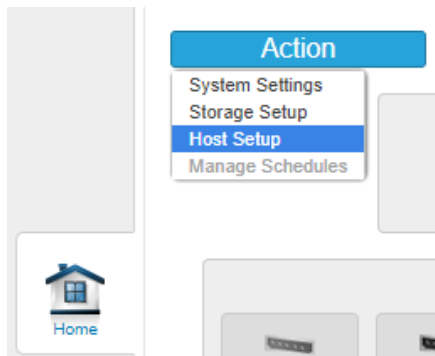 Action
System Settings
Storage Setup
Host Setup
Manage Schedules
Home